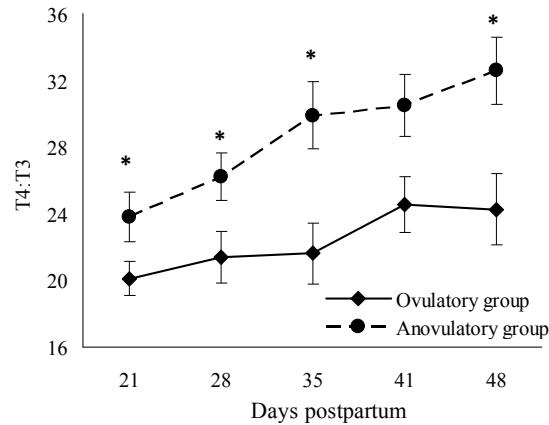 36
32
28
24
20
16
T4:T3
*
*
*
*
Ovulatory group
Anovulatory group
21 28 35 41 48
Days postpartum